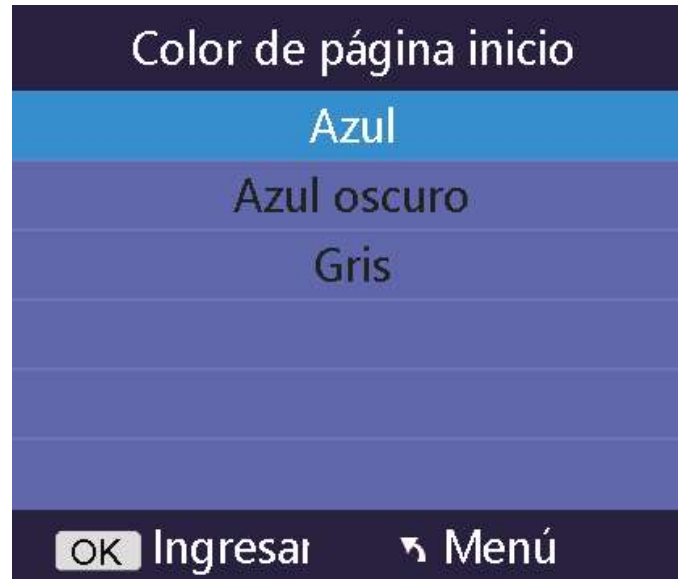 Color de página inicio
Azul
Azul oscuro
Gris
OK Ingresar Menú